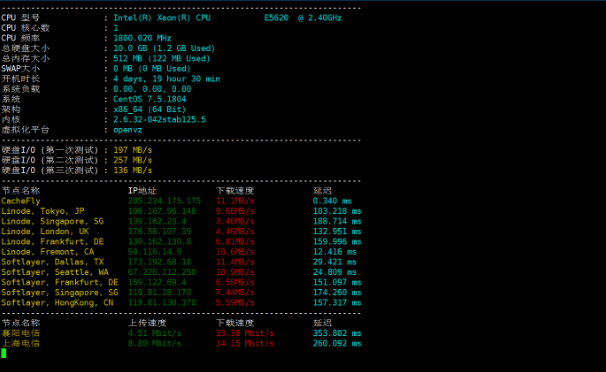 CPU 型号 : Intel(R) Xeon(R) CPU E5620 @ 2.40GHz
CPU 核心数 : 1
CPU 频率 : 1800.020 MHz
总硬盘大小 : 10.0 GB (1.2 GB Used)
总内存大小 : 512 MB (122 MB Used)
SWAP大小 : 0 MB (0 MB Used)
开机时长 : 4 days, 19 hour 30 min
系统负载 : 0.00, 0.00, 0.00
系统 : CentOS 7.5.1804
架构 : x86_64 (64 Bit)
内核 : 2.6.32-042stab125.5
虚拟化平台 : openvz
硬盘I/O (第一次测试) : 197 MB/s
硬盘I/O (第二次测试) : 257 MB/s
硬盘I/O (第三次测试) : 136 MB/s
节点名称 IP地址 下载速度 延迟
CacheFly 205.234.175.175 11.1MB/s 0.340 ms
Linode, Tokyo, JP 106.187.96.148 9.06MB/s 103.218 ms
Linode, Singapore, SG 139.162.23.4 3.40MB/s 188.714 ms
Linode, London, UK 176.58.107.39 4.40MB/s 132.951 ms
Linode, Frankfurt, DE 139.162.130.8 6.81MB/s 159.996 ms
Linode, Fremont, CA 50.116.14.9 10.6MB/s 12.416 ms
Softlayer, Dallas, TX 173.192.68.18 11.4MB/s 29.421 ms
Softlayer, Seattle, WA 67.228.112.250 10.9MB/s 24.809 ms
Softlayer, Frankfurt, DE 159.122.69.4 6.58MB/s 151.097 ms
Softlayer, Singapore, SG 119.81.28.170 7.44MB/s 174.260 ms
Softlayer, HongKong, CN 119.81.130.170 5.59MB/s 157.317 ms
节点名称 上传速度 下载速度 延迟
襄阳电信 4.51 Mbit/s 33.38 Mbit/s 353.802 ms
上海电信 8.80 Mbit/s 14.15 Mbit/s 260.092 ms